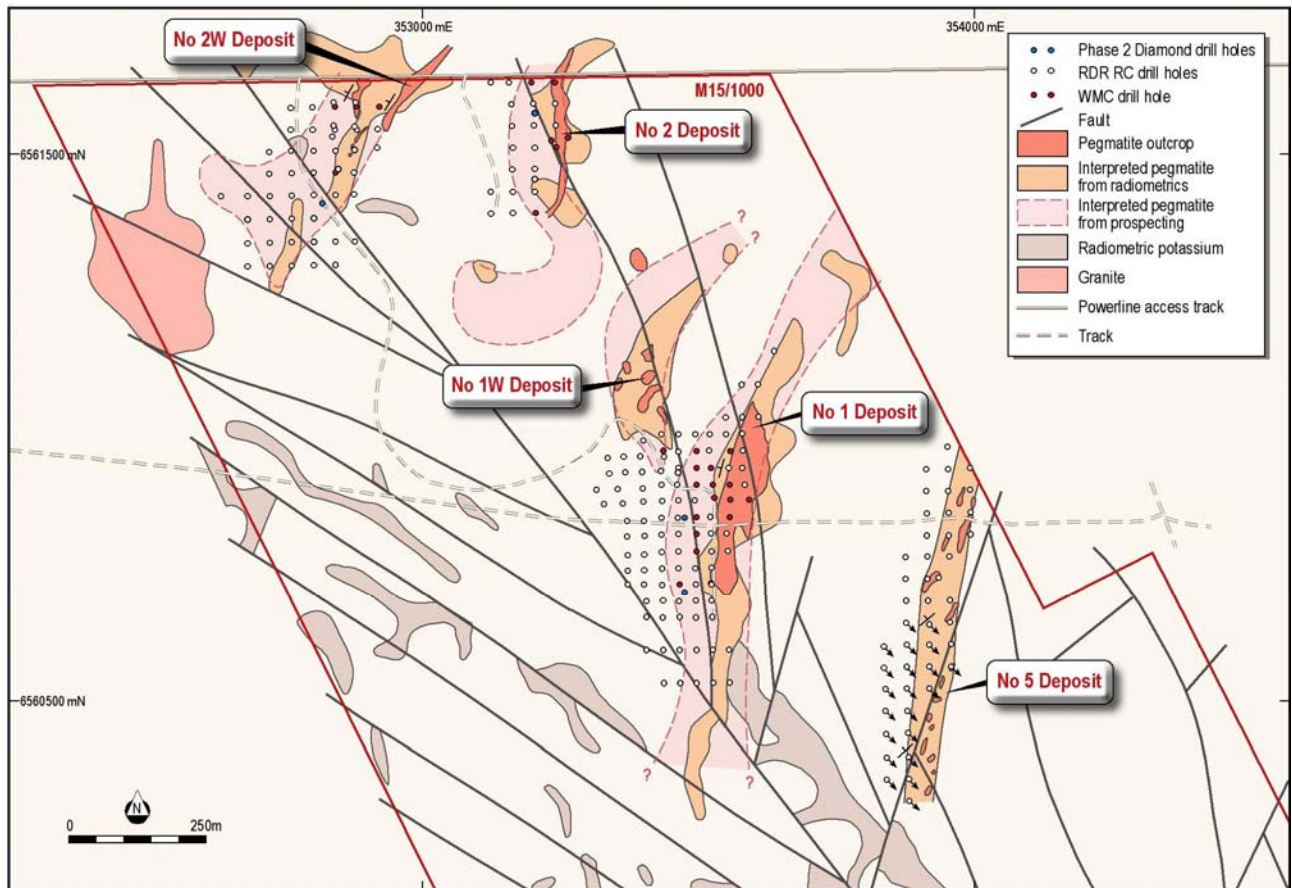 353000 mE
354000 mE
No 2W Deposit
M15/1000
Phase 2 Diamond drill holes
RDR RC drill holes
WMC drill hole
Fault
Pegmatite outcrop
Interpreted pegmatite
from radiometrics
Interpreted pegmatite
from prospecting
Radiometric potassium
Granite
Powerline access track
Track
No 2 Deposit
6561500 mN
?
?
No 1W Deposit
No 1 Deposit
No 5 Deposit
6560500 mN
?
?
N
0
250m